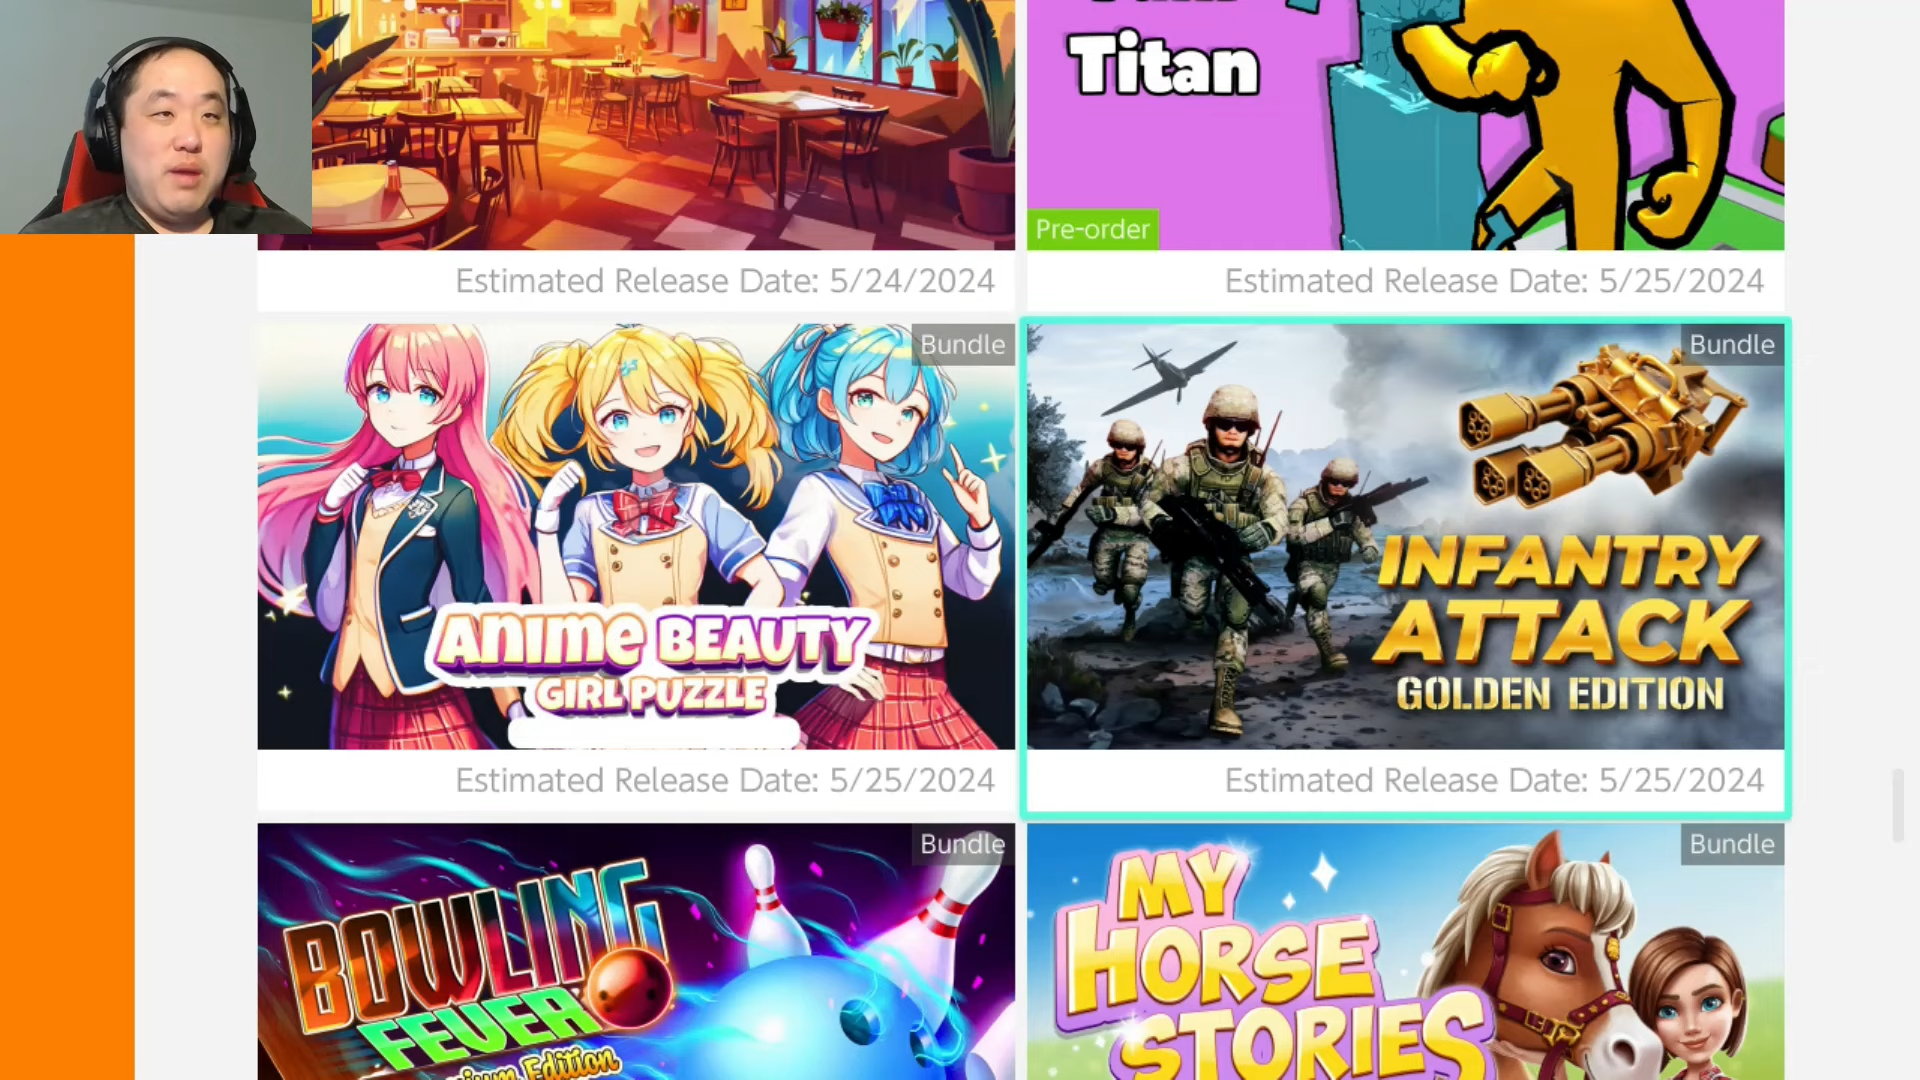 Titan
Pre-order
Estimated Release Date: 5/24/2024
Estimated Release Date: 5/25/2024
Bundle
Bundle
INFANTRY
ATTACK
GOLDEN EDITION
Anime BEAUTY
GIRL PUZZLE
Estimated Release Date: 5/25/2024
Estimated Release Date: 5/25/2024
Bundle
Bundle
BOWLING
FEVER
Edition
MY
HORSE
STORIES